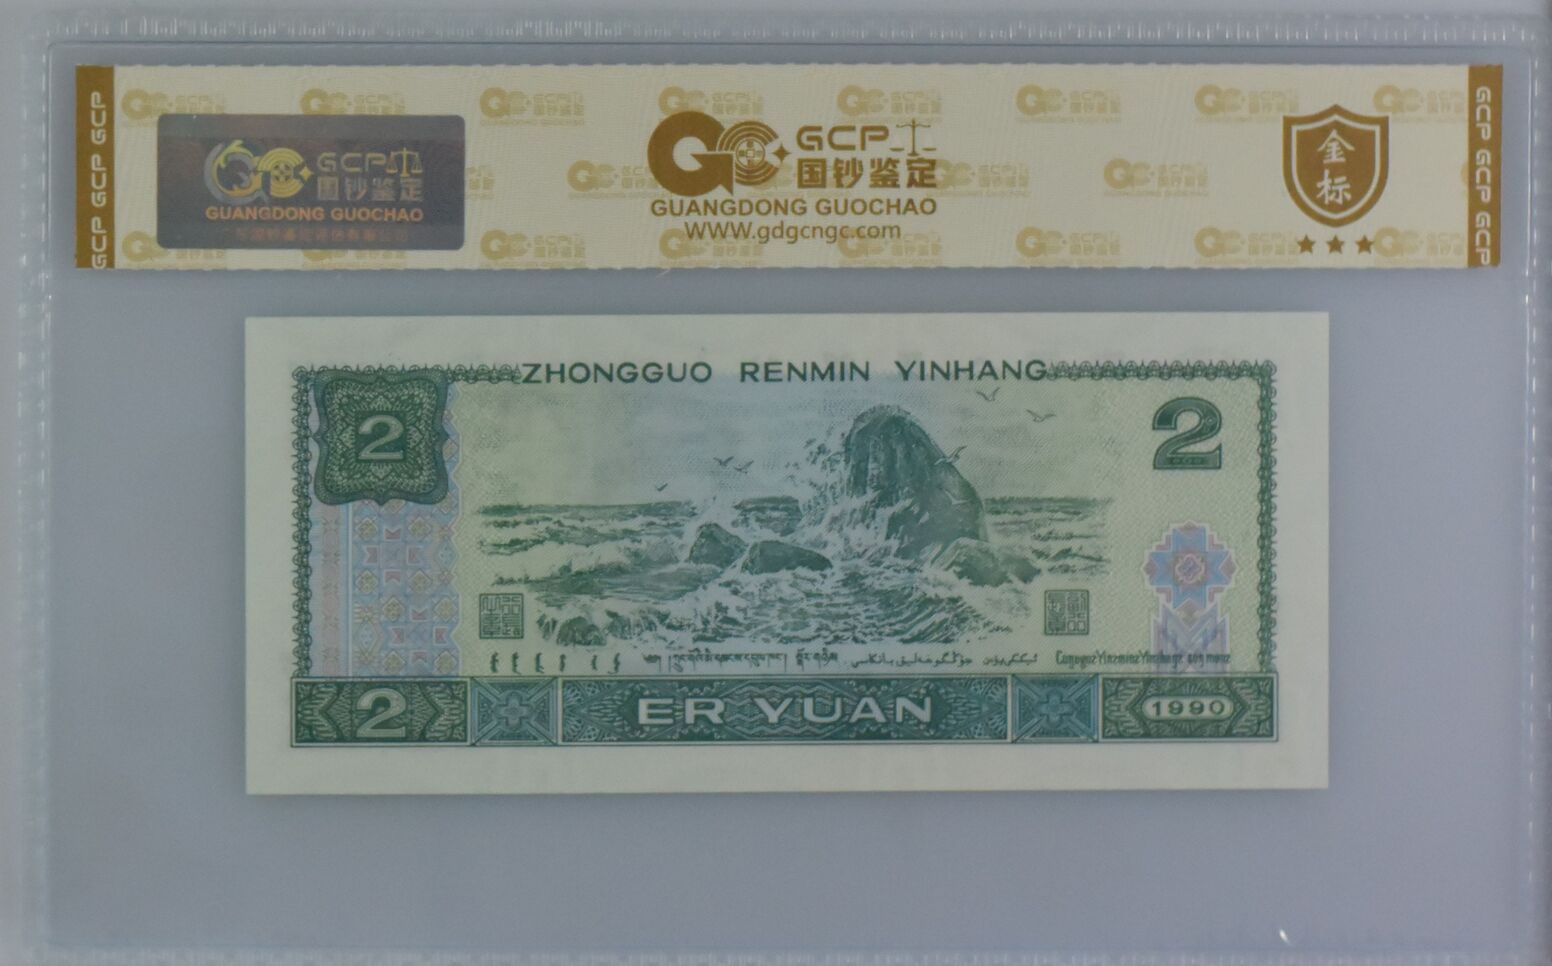 GCP GCP GCP
GCP
国钞鉴定
GUANGDONG GUOCHAO
GCP
国钞鉴定
GUANGDONG GUOCHAO
WWW.gdgcngc.com
金标
GCP GCP GCP
ZHONGGUO RENMIN YINHANG
2
2
2
ER YUAN
1990